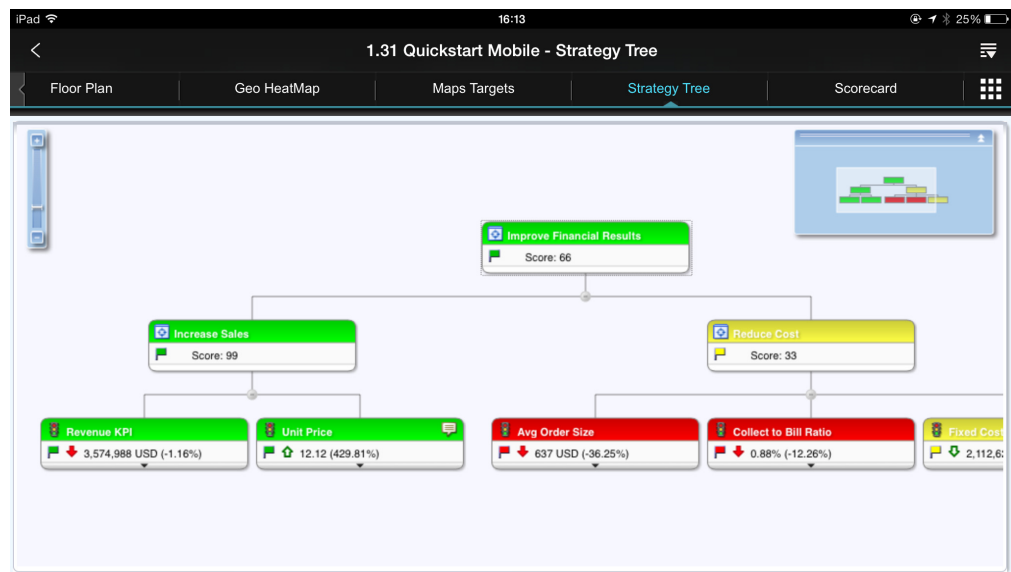 iPad 16:13 25%
1.31 Quickstart Mobile - Strategy Tree
Floor Plan Geo HeatMap Maps Targets Strategy Tree Scorecard
Improve Financial Results
Score: 66
Increase Sales Reduce Cost
Score: 99 Score: 33
Revenue KPI Unit Price Avg Order Size Collect to Bill Ratio Fixed Cost
3,574,988 USD (-1.16%) 12.12 (429.81%) 637 USD (-36.25%) 0.88% (-12.26%)